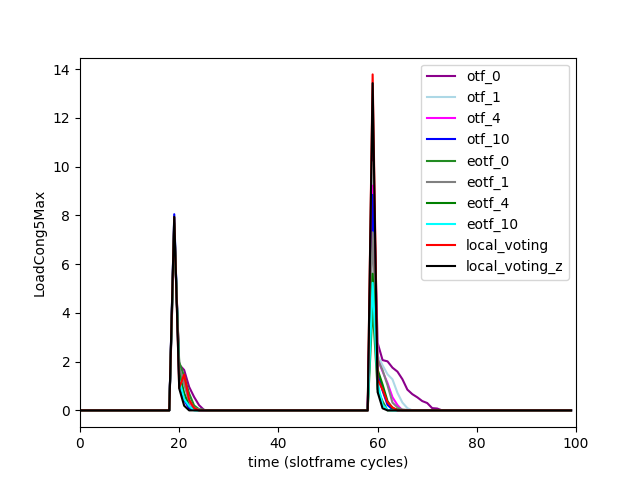 14
12
10
8
6
4
2
0
LoadCong5Max
0
20
40
60
80
100
time (slotframe cycles)
otf_0
otf_1
otf_4
otf_10
eotf_0
eotf_1
eotf_4
eotf_10
local_voting
local_voting_z